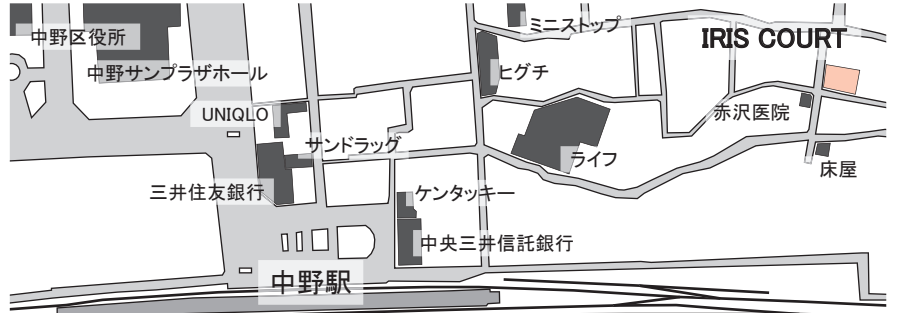 ミニストップ
中野区役所
IRIS COURT
中野サンプラザホール
ヒグチ
UNIQLO
赤沢医院
サンドラッグ
ライフ
床屋
三井住友銀行
ケンタッキー
中央三井信託銀行
中野駅